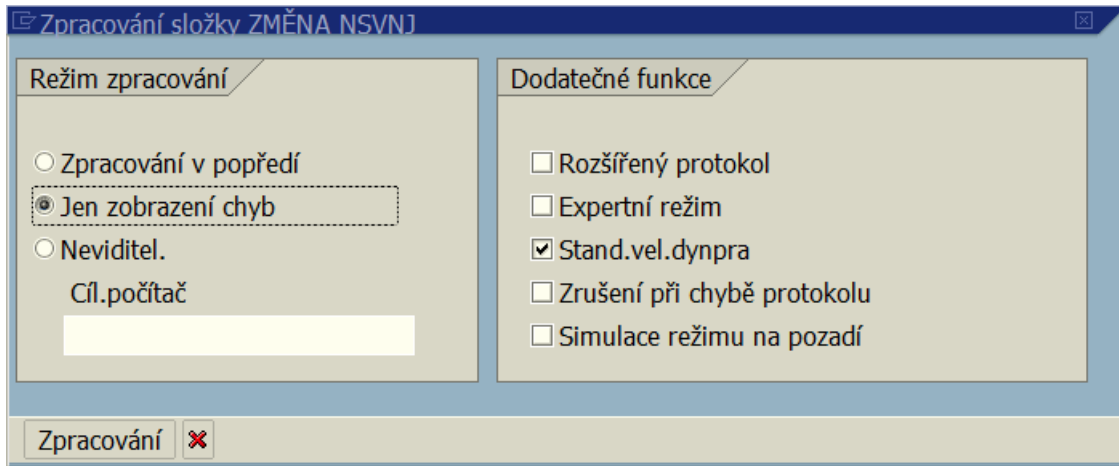 Zpracování složky ZMĚNA NSVNJ
Režim zpracování
Zpracování v popředí
Jen zobrazení chyb
Neviditel.
Cíl.počítač
Dodatečné funkce
Rozšířený protokol
Expertní režim
Stand.vel.dynpra
Zrušení při chybě protokolu
Simulace režimu na pozadí
Zpracování